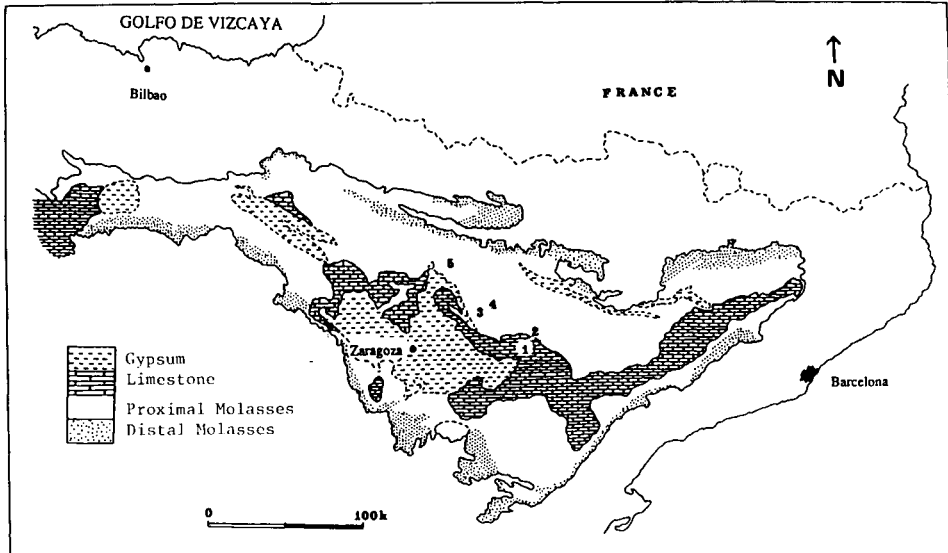 GOLFO DE VIZCAYA
Bilbao
N
FRANCE
5
4
3
2
1
Zaragoza
Barcelona
Gypsum
Limestone
Proximal Molasses
Distal Molasses
0 100k